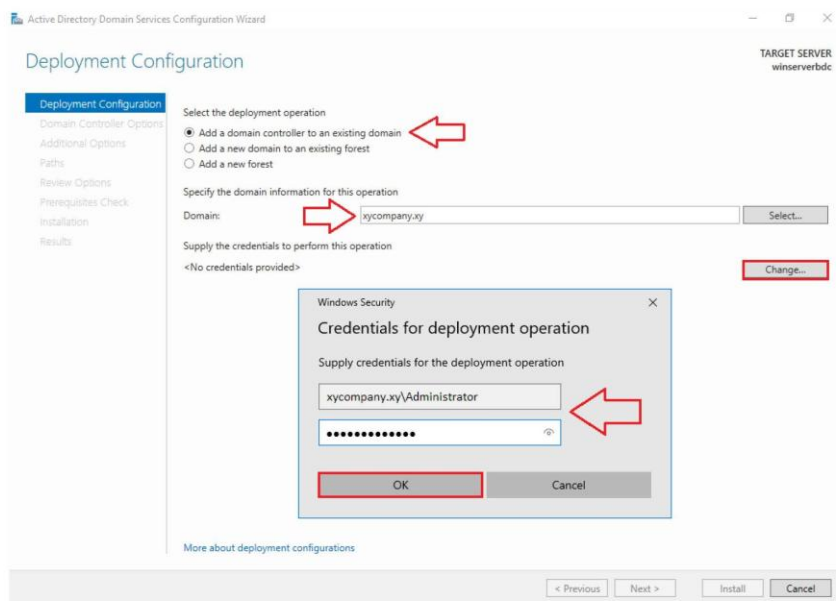 Active Directory Domain Services Configuration Wizard
Deployment Configuration
TARGET SERVER
winserverbdc
Deployment Configuration
Domain Controller Options
Additional Options
Paths
Review Options
Prerequisites Check
Installation
Results
Select the deployment operation
Add a domain controller to an existing domain
Add a new domain to an existing forest
Add a new forest
Specify the domain information for this operation
Domain:
xycompany.xy
Select...
Supply the credentials to perform this operation
<No credentials provided>
Change...
Windows Security
Credentials for deployment operation
Supply credentials for the deployment operation
xycompany.xy\Administrator
●●●●●●●●●●●●●
OK
Cancel
More about deployment configurations
< Previous
Next >
Install
Cancel